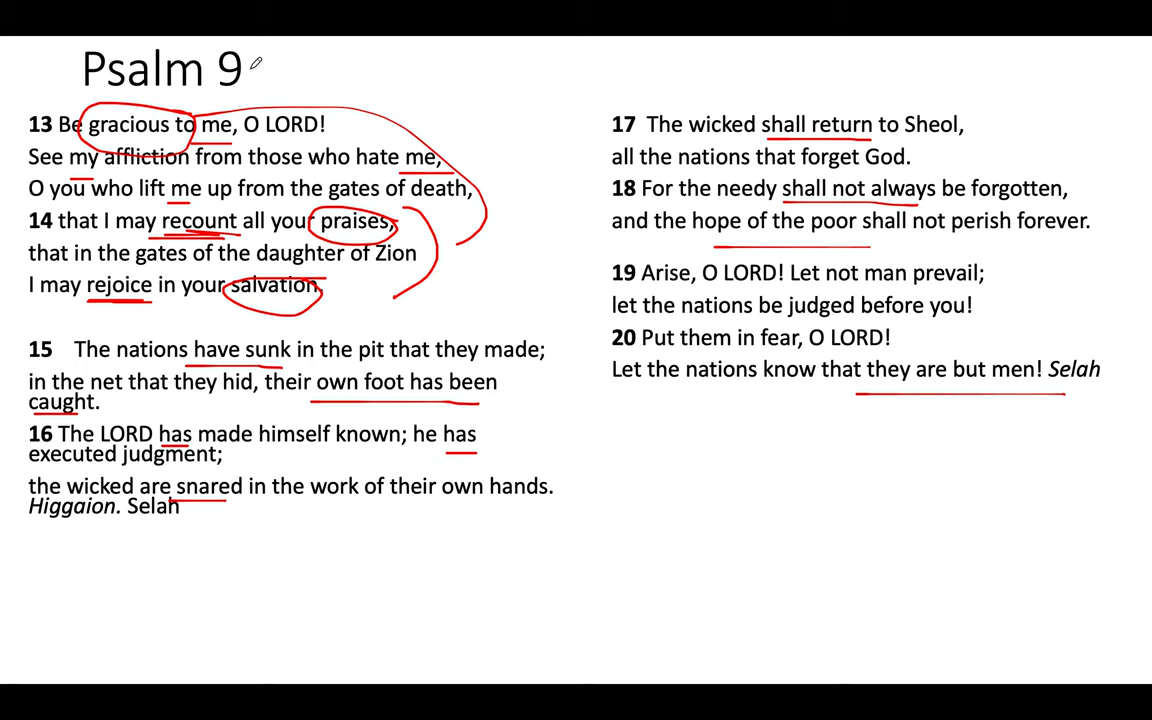 Psalm 9
13 Be gracious to me, O LORD!
See my affliction from those who hate me,
O you who lift me up from the gates of death,
14 that I may recount all your praises,
that in the gates of the daughter of Zion
I may rejoice in your salvation.
15 The nations have sunk in the pit that they made;
in the net that they hid, their own foot has been
caught.
16 The LORD has made himself known; he has
executed judgment;
the wicked are snared in the work of their own hands.
Higgaion. Selah
17 The wicked shall return to Sheol,
all the nations that forget God.
18 For the needy shall not always be forgotten,
and the hope of the poor shall not perish forever.
19 Arise, O LORD! Let not man prevail;
let the nations be judged before you!
20 Put them in fear, O LORD!
Let the nations know that they are but men! Selah